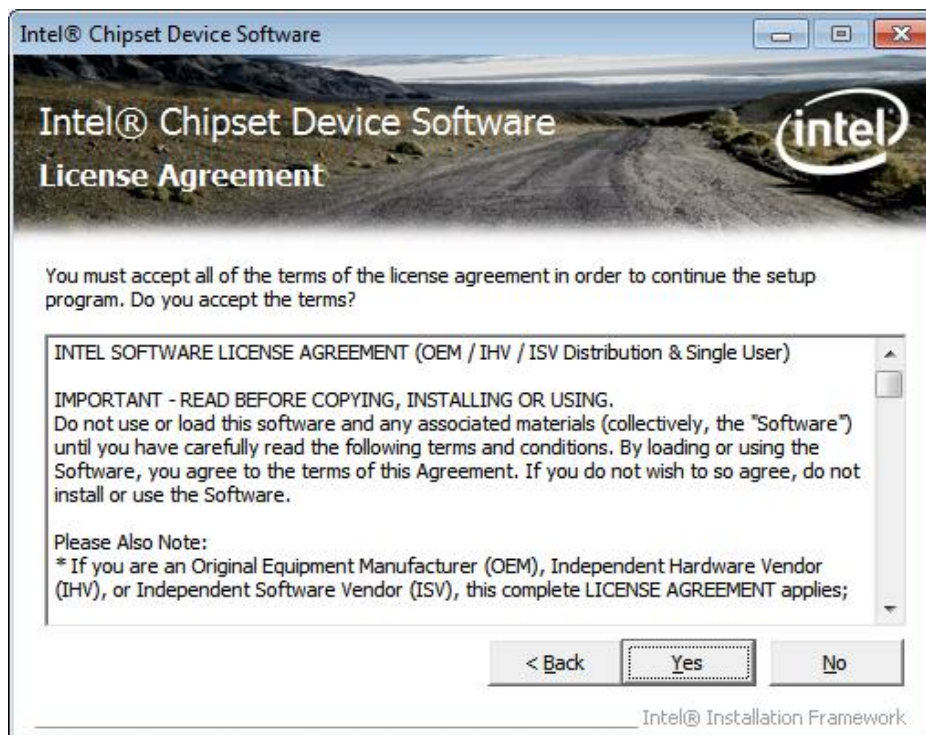 Intel® Chipset Device Software
Intel® Chipset Device Software
intel
License Agreement
You must accept all of the terms of the license agreement in order to continue the setup
program. Do you accept the terms?
INTEL SOFTWARE LICENSE AGREEMENT (OEM / IHV / ISV Distribution & Single User)
IMPORTANT - READ BEFORE COPYING, INSTALLING OR USING.
Do not use or load this software and any associated materials (collectively, the "Software")
until you have carefully read the following terms and conditions. By loading or using the
Software, you agree to the terms of this Agreement. If you do not wish to so agree, do not
install or use the Software.
Please Also Note:
* If you are an Original Equipment Manufacturer (OEM), Independent Hardware Vendor
(IHV), or Independent Software Vendor (ISV), this complete LICENSE AGREEMENT applies;
< Back Yes No
Intel® Installation Framework